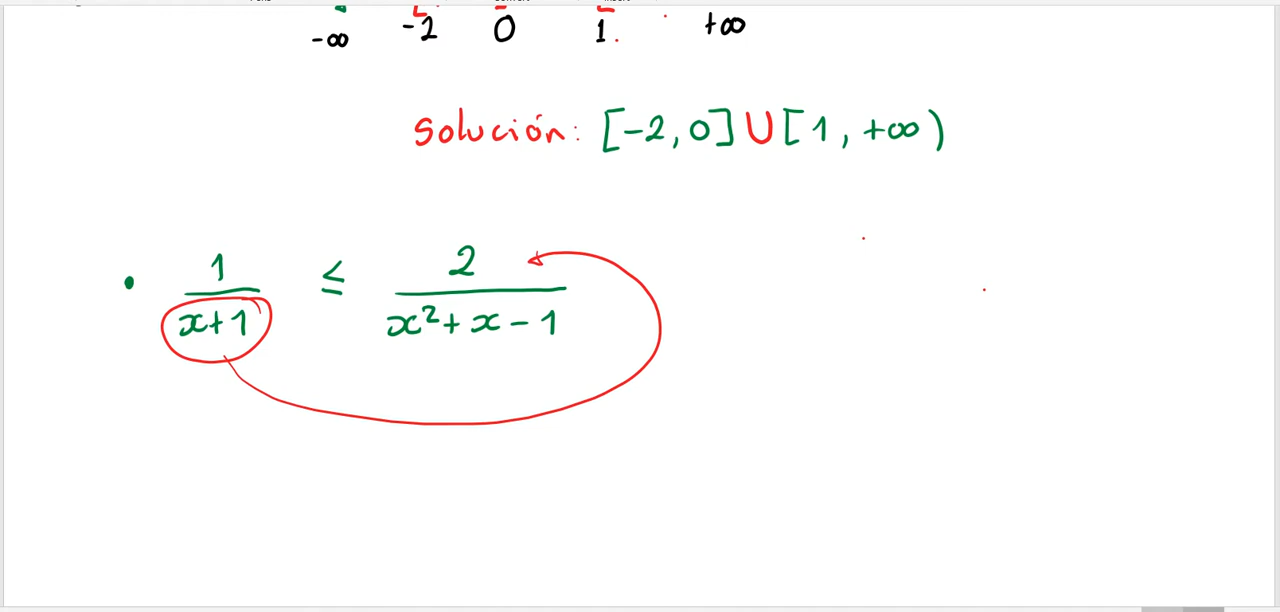 -∞ -2 0 1 +∞
Solución: [-2, 0] U [1, +∞)
• 1/(x+1) ≤ 2/(x²+x-1)